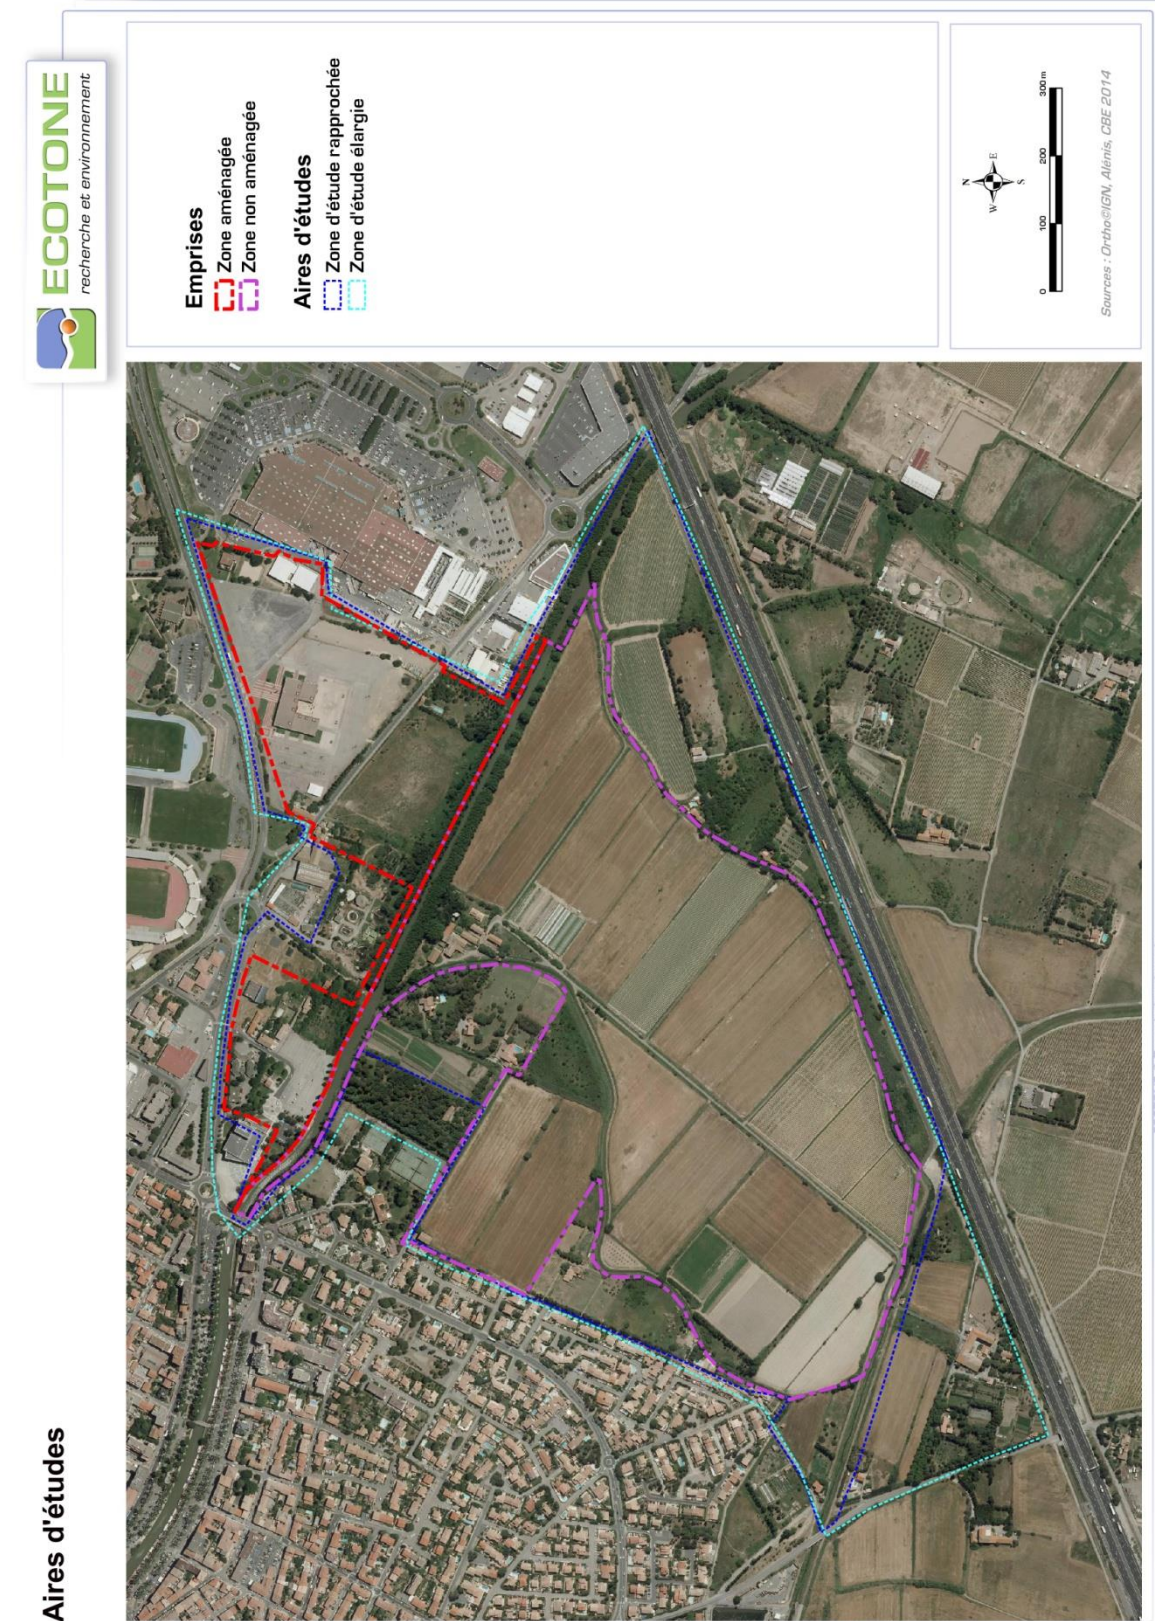 Aires d'études
ECOTONE
recherche et environnement
Emprises
Zone aménagée
Zone non aménagée
Aires d'études
Zone d'étude rapprochée
Zone d'étude élargie
N
W
E
S
0
100
200
300 m
Sources : Ortho©IGN, Alénis, CBE 2014